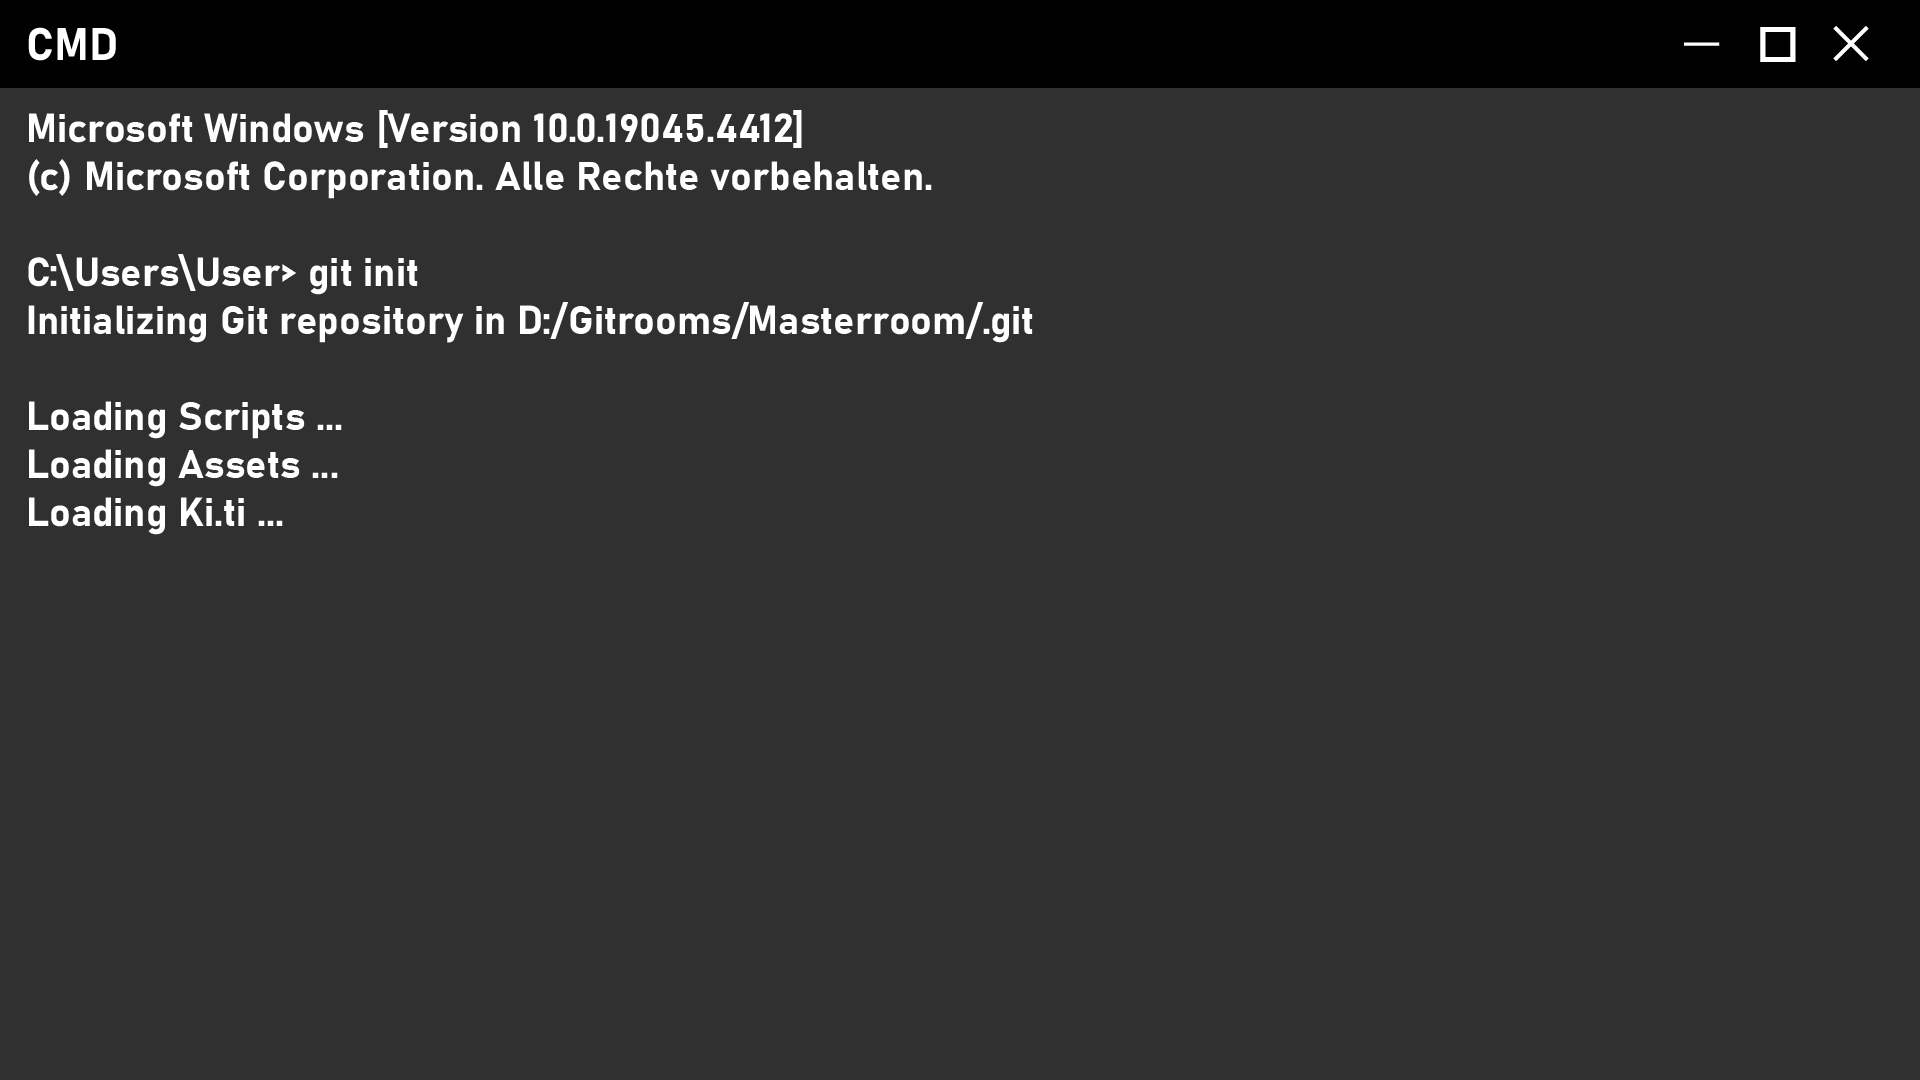 CMD
Microsoft Windows [Version 10.0.19045.4412]
(c) Microsoft Corporation. Alle Rechte vorbehalten.
C:\Users\User> git init
Initializing Git repository in D:/Gitrooms/Masterroom/.git
Loading Scripts ...
Loading Assets ...
Loading Ki.ti ...